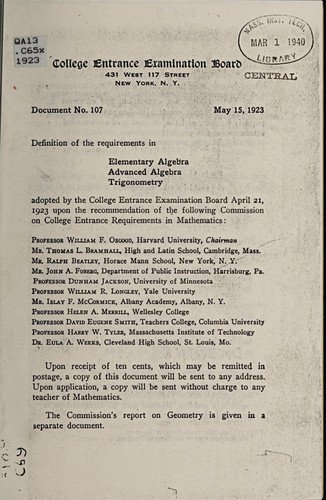 QA13
.C65x
1923
MASS. INST. TECH.
MAR 1 1940
LIBRARY
CENTRAL
College Entrance Examination Board
431 WEST 117 STREET
NEW YORK, N. Y.
Document No. 107 May 15, 1923
Definition of the requirements in
Elementary Algebra
Advanced Algebra
Trigonometry
adopted by the College Entrance Examination Board April 21,
1923 upon the recommendation of the following Commission
on College Entrance Requirements in Mathematics:
PROFESSOR WILLIAM F. OSGOOD, Harvard University, Chairman
MR. THOMAS L. BRAMHALL, High and Latin School, Cambridge, Mass.
MR. RALPH BEATLEY, Horace Mann School, New York, N. Y.
MR. JOHN A. FOBERG, Department of Public Instruction, Harrisburg, Pa.
PROFESSOR DUNHAM JACKSON, University of Minnesota
PROFESSOR WILLIAM R. LONGLEY, Yale University
MR. ISLAY F. MCCORMICK, Albany Academy, Albany, N. Y.
PROFESSOR HELEN A. MERRILL, Wellesley College
PROFESSOR DAVID EUGENE SMITH, Teachers College, Columbia University
PROFESSOR HARRY W. TYLER, Massachusetts Institute of Technology
DR. EULA A. WEEKS, Cleveland High School, St. Louis, Mo.
Upon receipt of ten cents, which may be remitted in
postage, a copy of this document will be sent to any address.
Upon application, a copy will be sent without charge to any
teacher of Mathematics.
The Commission's report on Geometry is given in a
separate document.
C69